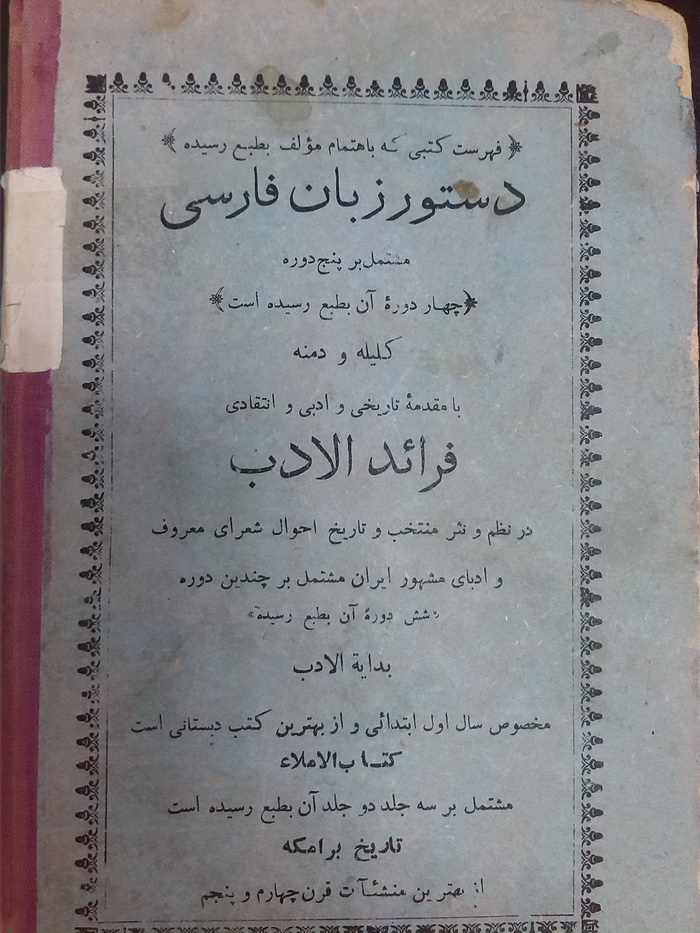 فهرست کتبی که باهتمام مؤلف بطبع رسیده
دستور زبان فارسی
مشتمل بر پنج دوره
چهار دورۀ آن بطبع رسیده است
کلیله و دمنه
با مقدمۀ تاریخی و ادبی و انتقادی
فرائد الادب
در نظم و نثر منتخب و تاریخ احوال شعرای معروف
و ادبای مشهور ایران مشتمل بر چندین دوره
«شش دورۀ آن بطبع رسیده»
بدایة الادب
مخصوص سال اول ابتدائی و از بهترین کتب دبستانی است
کتاب‌الاملاء
مشتمل بر سه جلد دو جلد آن بطبع رسیده است
تاریخ برامکه
از بهترین منشئآت قرن چهارم و پنجم